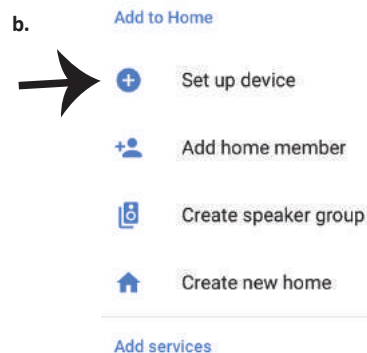 b.
Add to Home
Set up device
Add home member
Create speaker group
Create new home
Add services